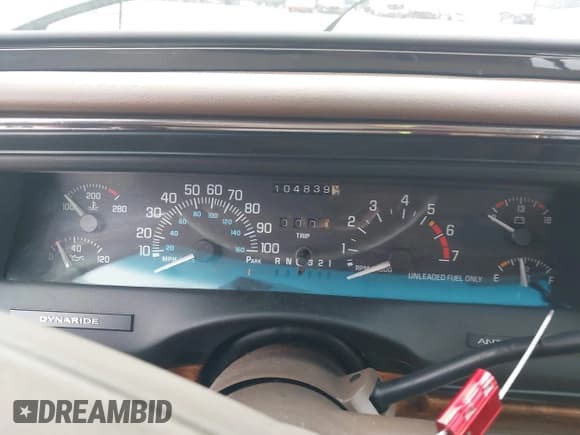 104839
100 200 280
10 20 30 40 50 60 70 80 90 100
20 40 60 80 100 120 140 160
MPH
TRIP
1 2 3 4 5 6 7
13 18
40 120
PARK R N 3 2 1
UNLEADED FUEL ONLY
E F
DYNARIDE
DREAMBID